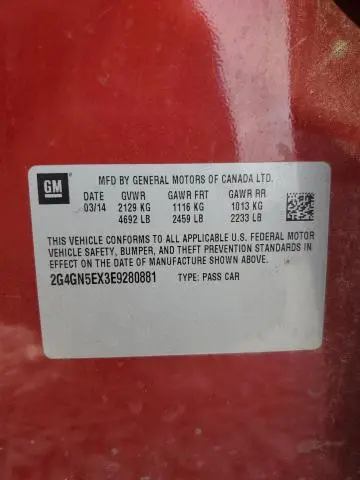 GM
MFD BY GENERAL MOTORS OF CANADA LTD.
DATE GVWR GAWR FRT GAWR RR
03/14 2129 KG 1116 KG 1013 KG
4692 LB 2459 LB 2233 LB
THIS VEHICLE CONFORMS TO ALL APPLICABLE U.S. FEDERAL MOTOR
VEHICLE SAFETY, BUMPER, AND THEFT PREVENTION STANDARDS IN
EFFECT ON THE DATE OF MANUFACTURE SHOWN ABOVE.
2G4GN5EX3E9280881 TYPE: PASS CAR